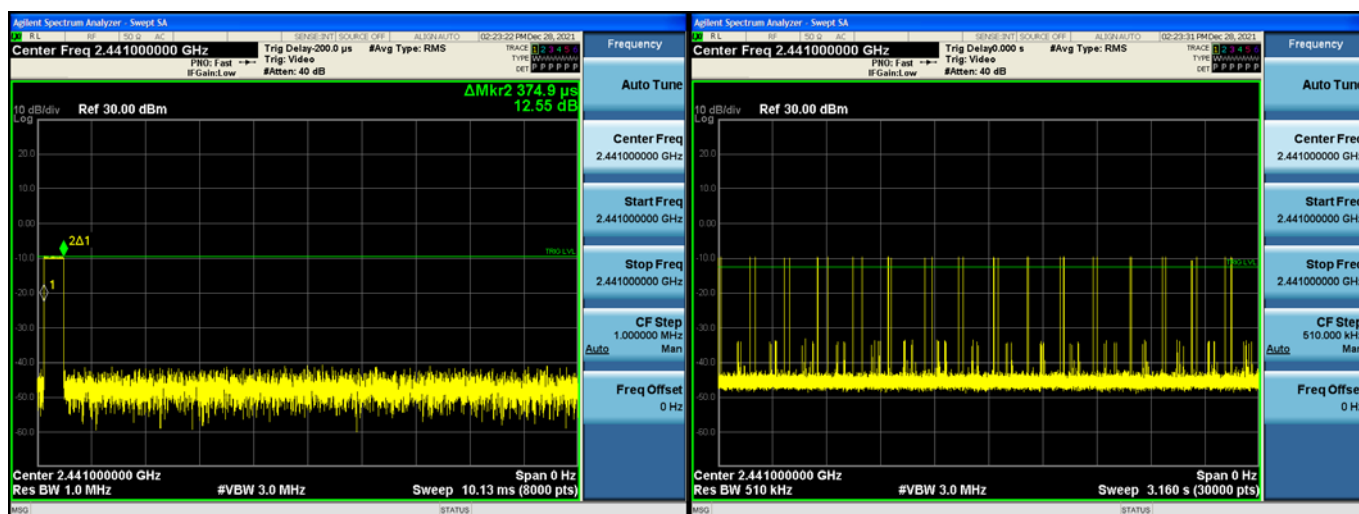 Agilent Spectrum Analyzer - Swept SA
RL RF 50 Ω AC SENSE:INT SOURCE OFF ALIGN AUTO 02:23:22 PM Dec 28, 2021
Center Freq 2.441000000 GHz
Trig Delay-200.0 µs #Avg Type: RMS
TRACE 1 2 3 4 5 6
PNO: Fast
Trig: Video
TYPE W
IFGain:Low
#Atten: 40 dB
DET P P P P P P
ΔMkr2 374.9 µs
12.55 dB
10 dB/div Ref 30.00 dBm
Log
20.0
10.0
0.00
-10.0
-20.0
-30.0
-40.0
-50.0
-60.0
2Δ1
1
TRIG LVL
Center 2.441000000 GHz Span 0 Hz
Res BW 1.0 MHz #VBW 3.0 MHz Sweep 10.13 ms (8000 pts)
MSG STATUS
Frequency
Auto Tune
Center Freq
2.441000000 GHz
Start Freq
2.441000000 GHz
Stop Freq
2.441000000 GHz
CF Step
1.000000 MHz
Auto Man
Freq Offset
0 Hz
Agilent Spectrum Analyzer - Swept SA
RL RF 50 Ω AC SENSE:INT SOURCE OFF ALIGN AUTO 02:23:31 PM Dec 28, 2021
Center Freq 2.441000000 GHz
Trig Delay0.000 s #Avg Type: RMS
TRACE 1 2 3 4 5 6
PNO: Fast
Trig: Video
TYPE W
IFGain:Low
#Atten: 40 dB
DET P P P P P P
10 dB/div Ref 30.00 dBm
Log
20.0
10.0
0.00
-10.0
-20.0
-30.0
-40.0
-50.0
-60.0
TRIG LVL
Center 2.441000000 GHz Span 0 Hz
Res BW 510 kHz #VBW 3.0 MHz Sweep 3.160 s (30000 pts)
MSG STATUS
Frequency
Auto Tune
Center Freq
2.441000000 GHz
Start Freq
2.441000000 GHz
Stop Freq
2.441000000 GHz
CF Step
510.000 kHz
Auto Man
Freq Offset
0 Hz